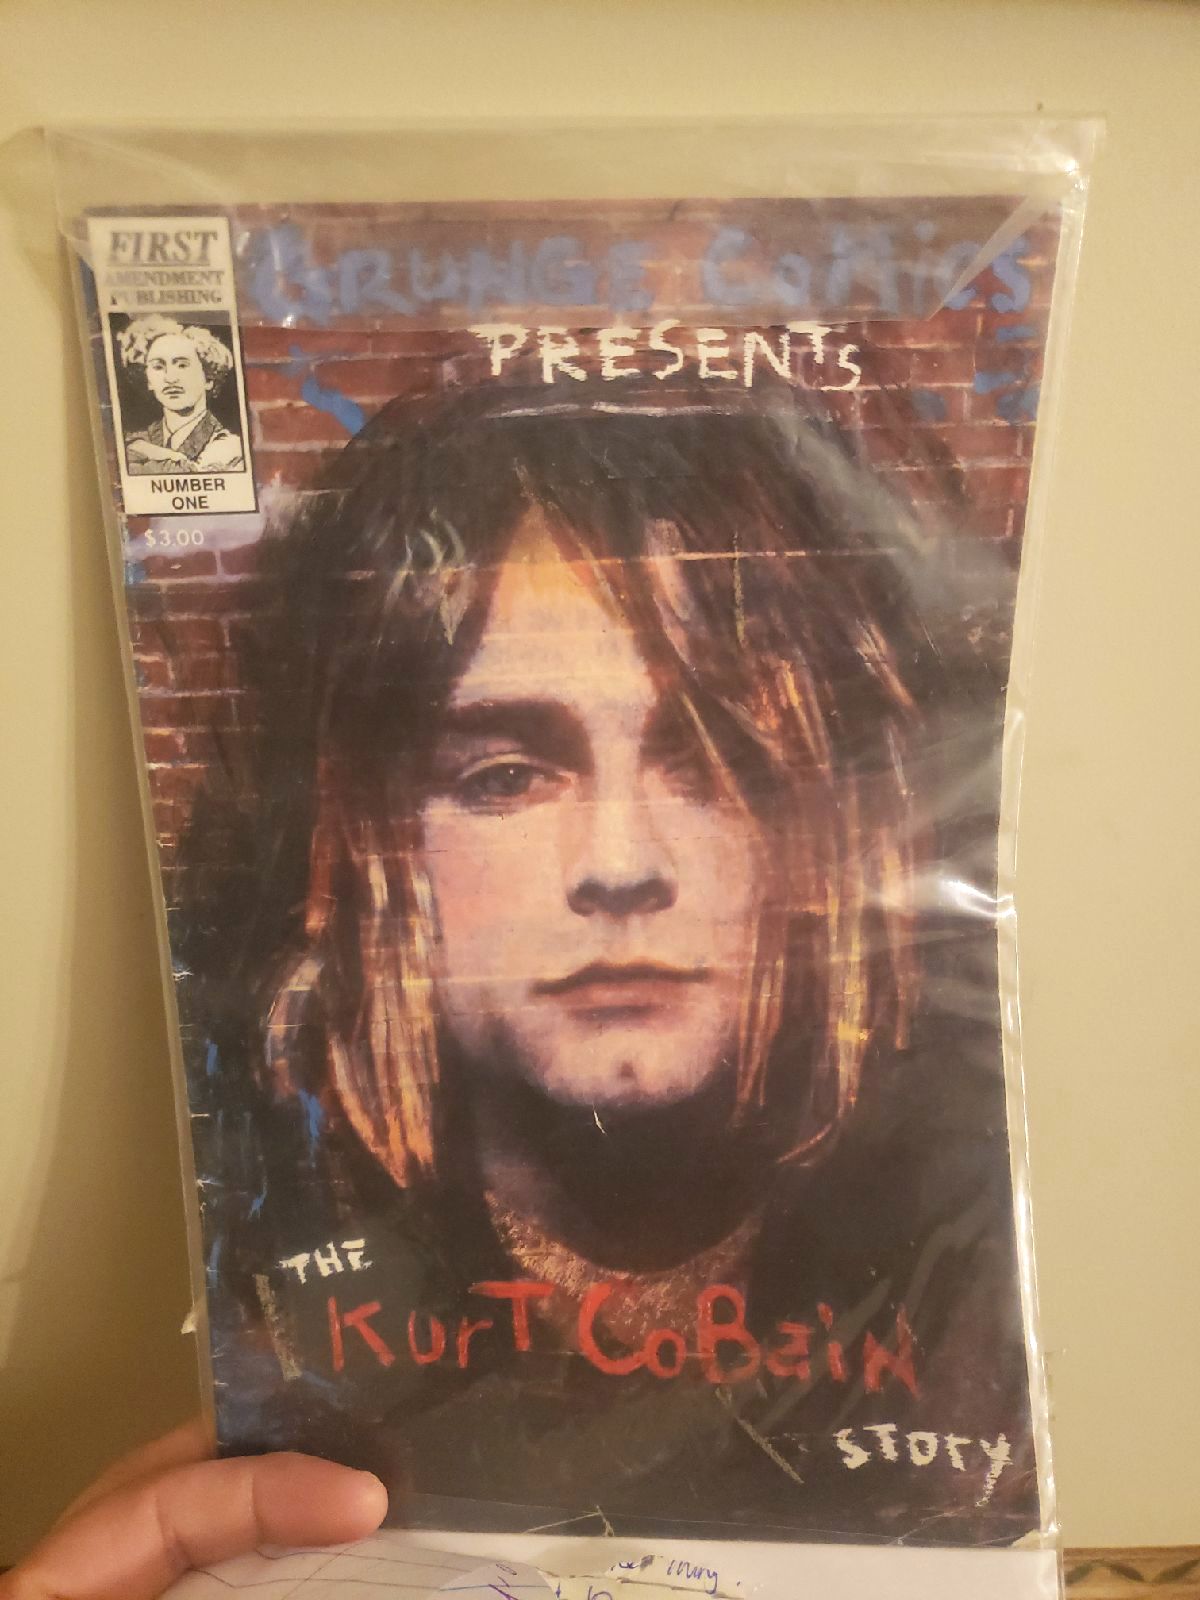 FIRST
AMENDMENT
PUBLISHING
NUMBER
ONE
$3.00
GRUNGE COMICS
PRESENTS
THE
KurT CoBaiN
STOrY